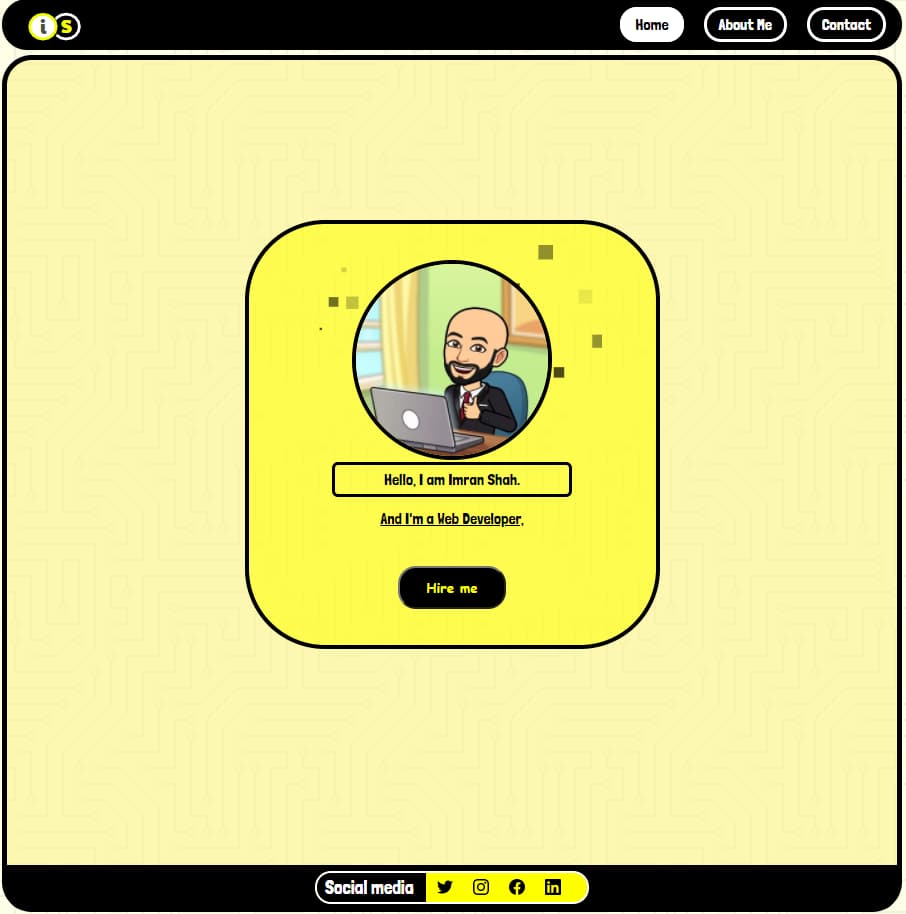 is
Home
About Me
Contact
Hello, I am Imran Shah.
And I'm a Web Developer.
Hire me
Social media